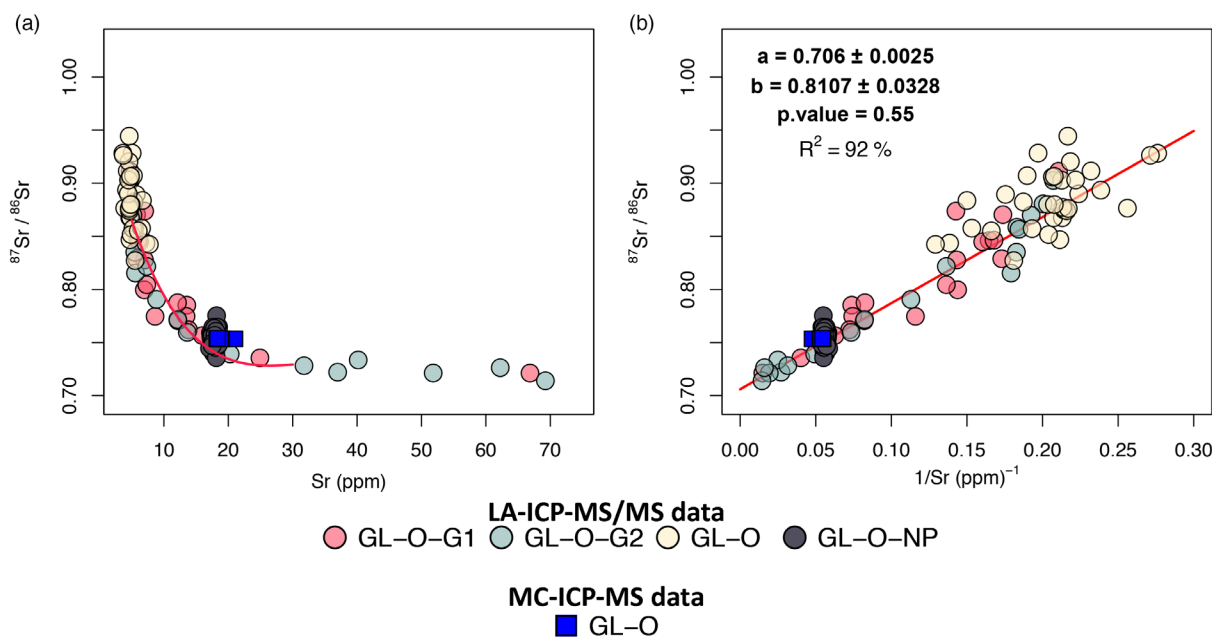 (a)
⁸⁷Sr / ⁸⁶Sr
1.00
0.90
0.80
0.70
10 20 30 40 50 60 70
Sr (ppm)
(b)
a = 0.706 ± 0.0025
b = 0.8107 ± 0.0328
p.value = 0.55
R² = 92 %
⁸⁷Sr / ⁸⁶Sr
1.00
0.90
0.80
0.70
0.00 0.05 0.10 0.15 0.20 0.25 0.30
1/Sr (ppm)⁻¹
LA-ICP-MS/MS data
GL−O−G1 GL−O−G2 GL−O GL−O−NP
MC-ICP-MS data
GL−O